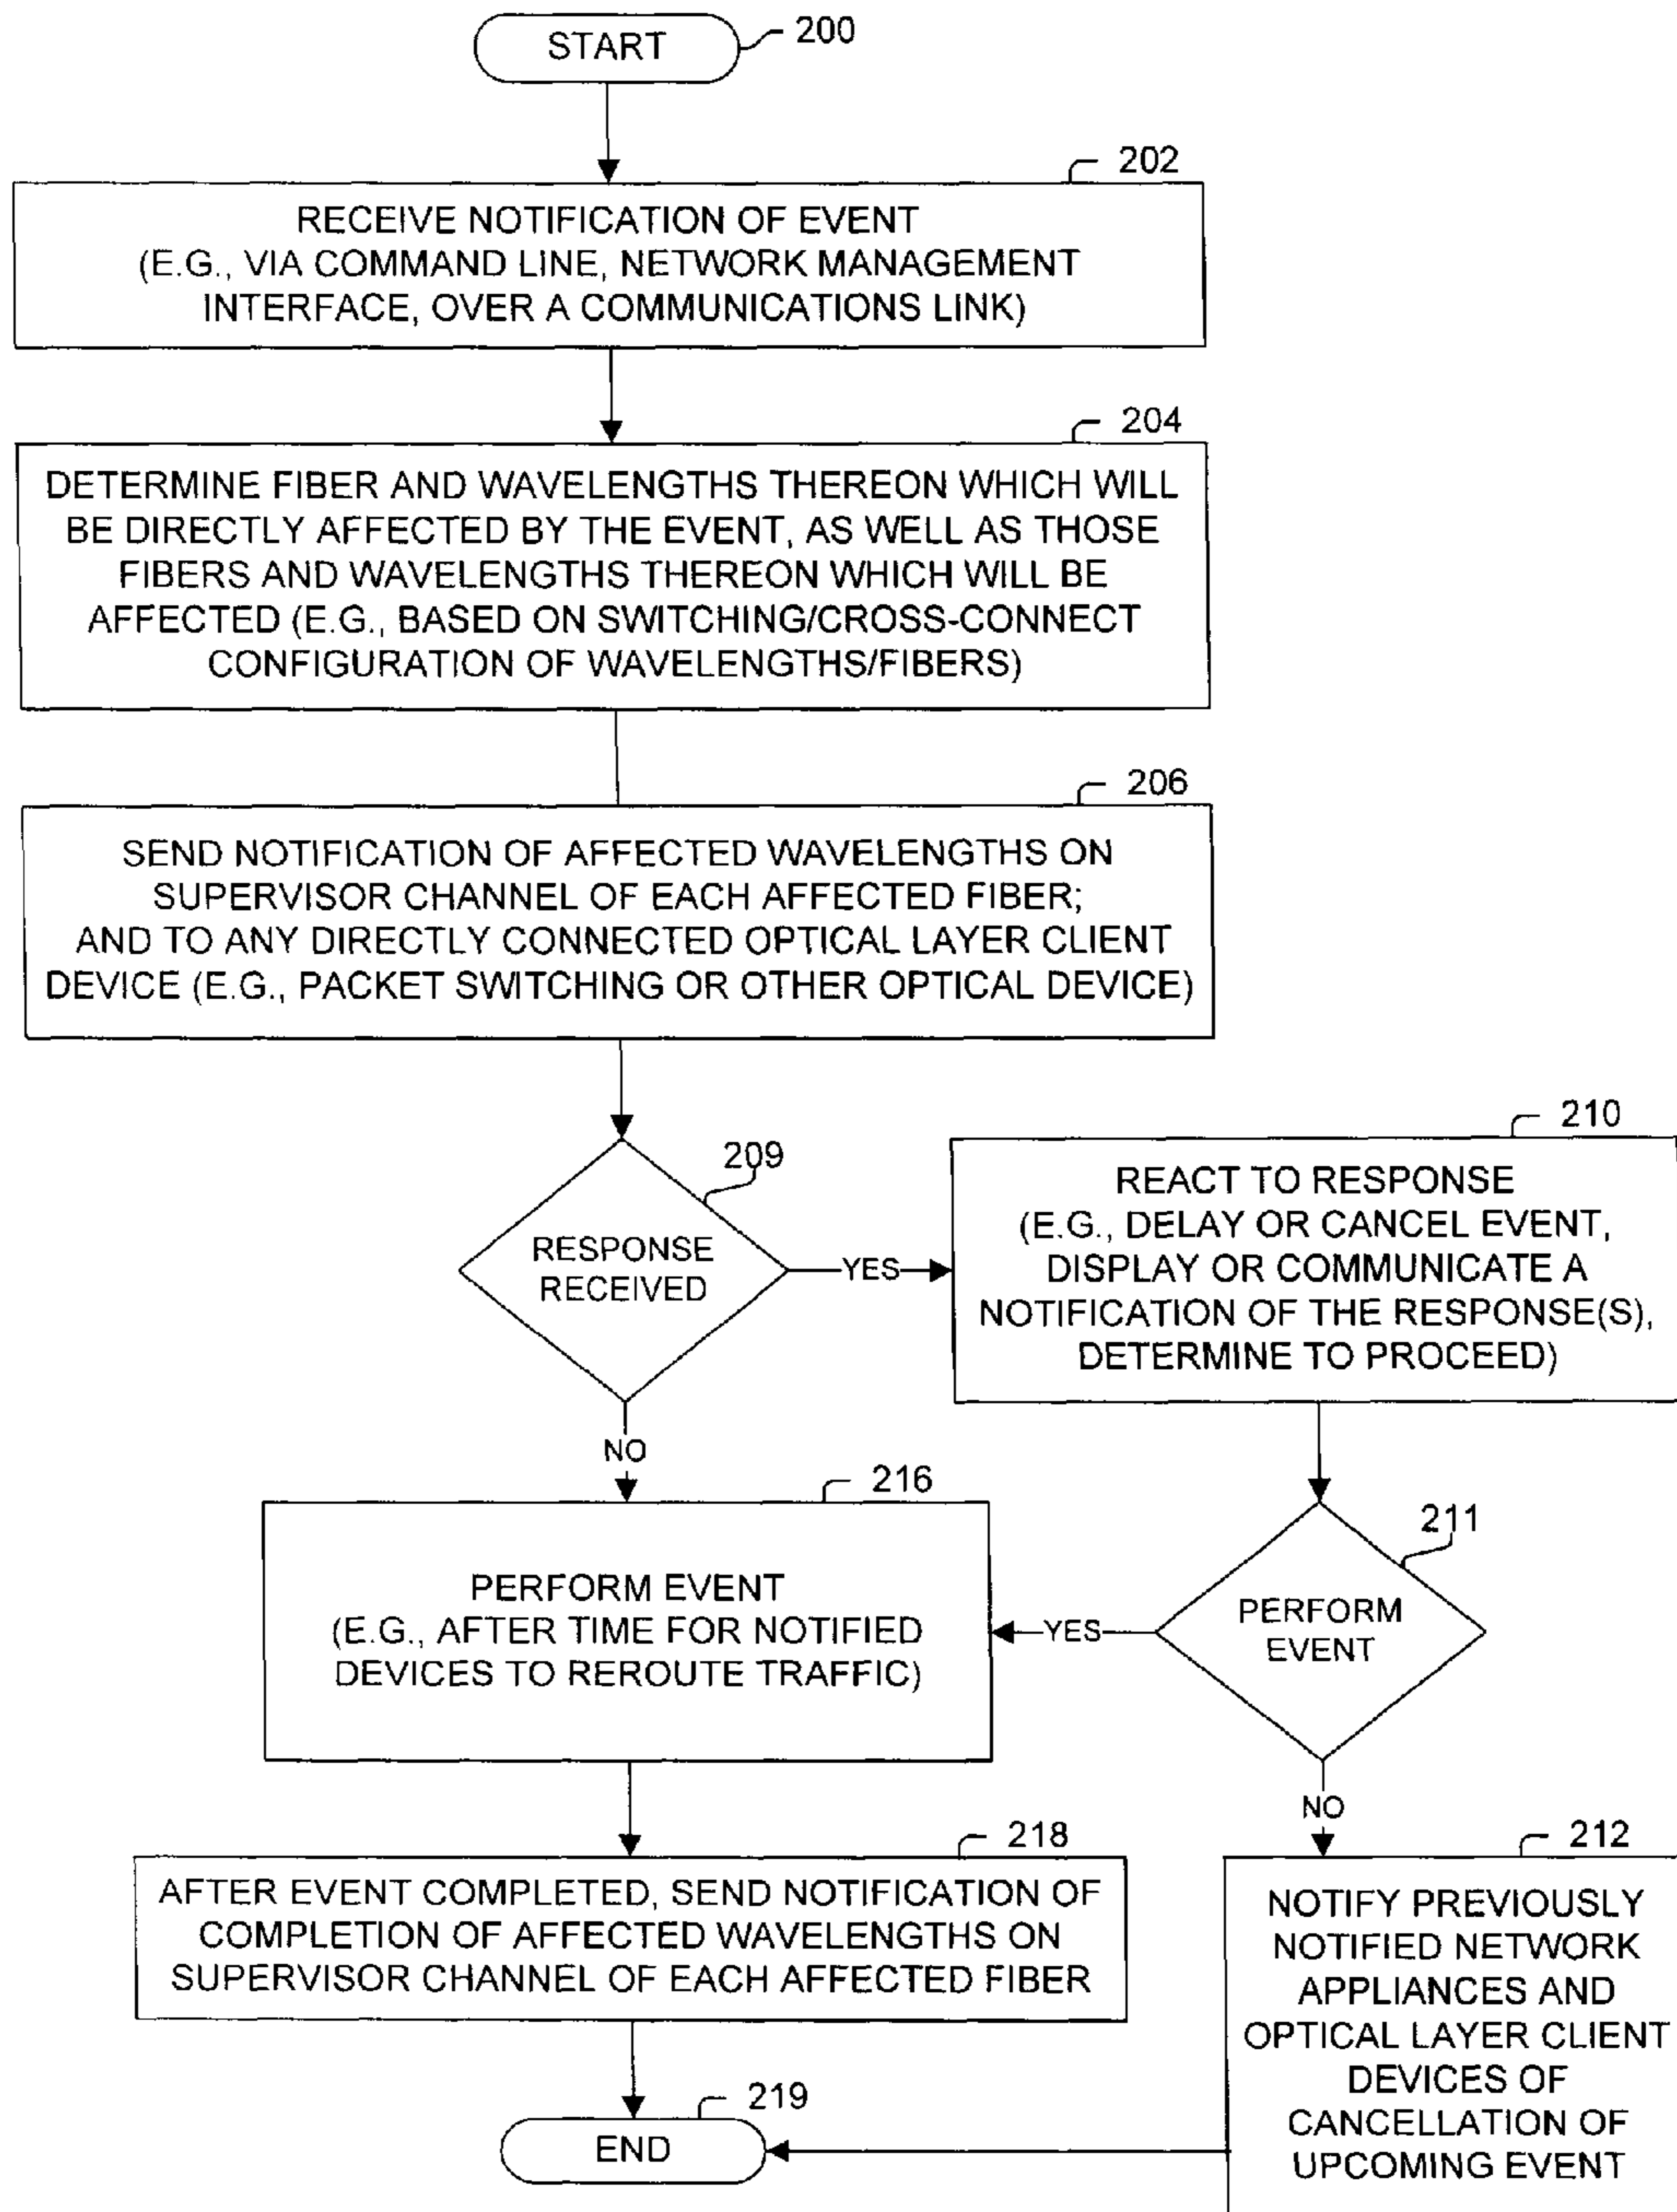 START
200
202
RECEIVE NOTIFICATION OF EVENT
(E.G., VIA COMMAND LINE, NETWORK MANAGEMENT
INTERFACE, OVER A COMMUNICATIONS LINK)
204
DETERMINE FIBER AND WAVELENGTHS THEREON WHICH WILL
BE DIRECTLY AFFECTED BY THE EVENT, AS WELL AS THOSE
FIBERS AND WAVELENGTHS THEREON WHICH WILL BE
AFFECTED (E.G., BASED ON SWITCHING/CROSS-CONNECT
CONFIGURATION OF WAVELENGTHS/FIBERS)
206
SEND NOTIFICATION OF AFFECTED WAVELENGTHS ON
SUPERVISOR CHANNEL OF EACH AFFECTED FIBER;
AND TO ANY DIRECTLY CONNECTED OPTICAL LAYER CLIENT
DEVICE (E.G., PACKET SWITCHING OR OTHER OPTICAL DEVICE)
209
RESPONSE
RECEIVED
YES
NO
210
REACT TO RESPONSE
(E.G., DELAY OR CANCEL EVENT,
DISPLAY OR COMMUNICATE A
NOTIFICATION OF THE RESPONSE(S),
DETERMINE TO PROCEED)
211
PERFORM
EVENT
YES
NO
216
PERFORM EVENT
(E.G., AFTER TIME FOR NOTIFIED
DEVICES TO REROUTE TRAFFIC)
218
AFTER EVENT COMPLETED, SEND NOTIFICATION OF
COMPLETION OF AFFECTED WAVELENGTHS ON
SUPERVISOR CHANNEL OF EACH AFFECTED FIBER
212
NOTIFY PREVIOUSLY
NOTIFIED NETWORK
APPLIANCES AND
OPTICAL LAYER CLIENT
DEVICES OF
CANCELLATION OF
UPCOMING EVENT
219
END